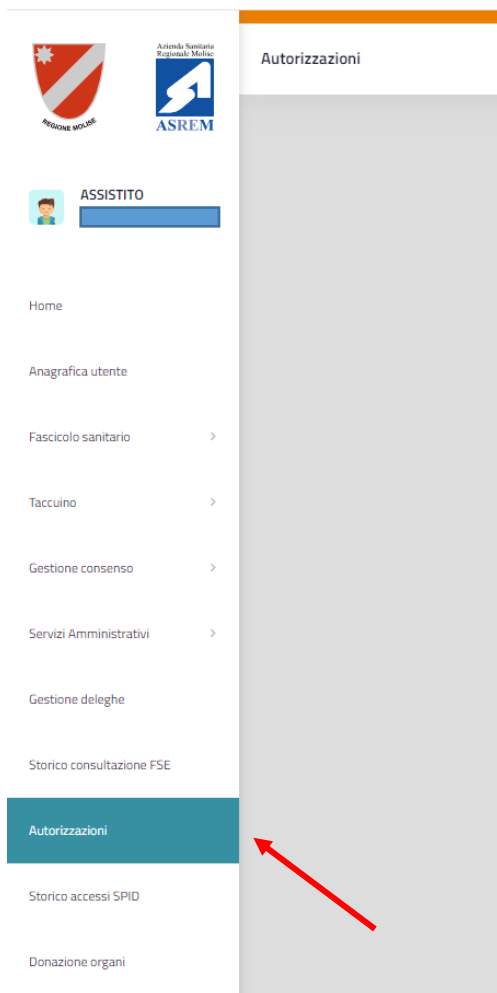 REGIONE MOLISE
Azienda Sanitaria
Regionale Molise
ASREM
Autorizzazioni
ASSISTITO
Home
Anagrafica utente
Fascicolo sanitario
Taccuino
Gestione consenso
Servizi Amministrativi
Gestione deleghe
Storico consultazione FSE
Autorizzazioni
Storico accessi SPID
Donazione organi